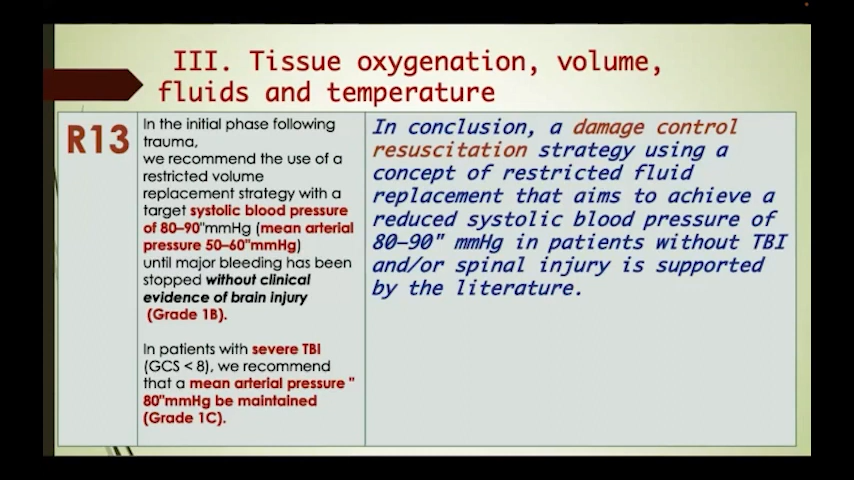 III. Tissue oxygenation, volume,
fluids and temperature
R13
In the initial phase following
trauma,
we recommend the use of a
restricted volume
replacement strategy with a
target systolic blood pressure
of 80–90"mmHg (mean arterial
pressure 50–60"mmHg)
until major bleeding has been
stopped without clinical
evidence of brain injury
(Grade 1B).
In patients with severe TBI
(GCS < 8), we recommend
that a mean arterial pressure "
80"mmHg be maintained
(Grade 1C).
In conclusion, a damage control
resuscitation strategy using a
concept of restricted fluid
replacement that aims to achieve a
reduced systolic blood pressure of
80–90" mmHg in patients without TBI
and/or spinal injury is supported
by the literature.